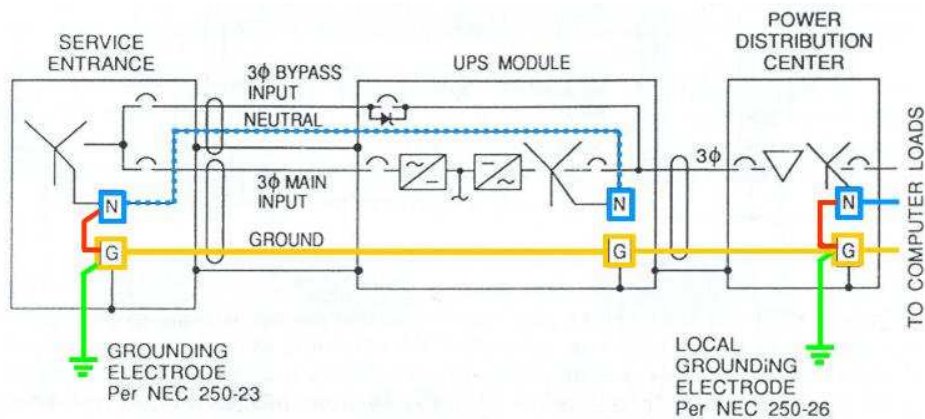 SERVICE
ENTRANCE
3ϕ BYPASS
INPUT
NEUTRAL
3ϕ MAIN
INPUT
GROUND
UPS MODULE
POWER
DISTRIBUTION
CENTER
3ϕ
N
G
N
G
N
G
TO COMPUTER LOADS
GROUNDING
ELECTRODE
Per NEC 250-23
LOCAL
GROUNDING
ELECTRODE
Per NEC 250-26